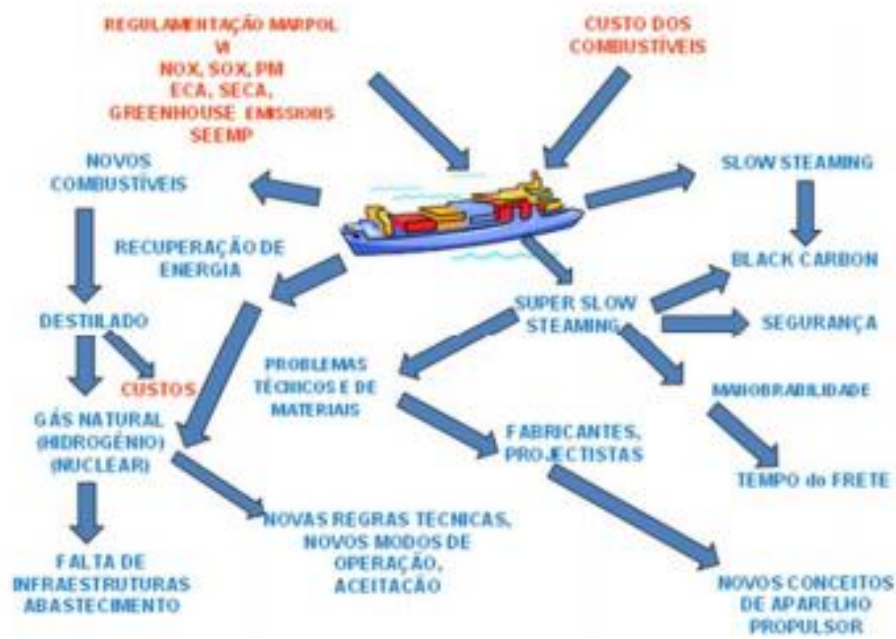 REGULAMENTAÇÃO MARPOL
VI
NOX, SOX, PM
ECA, SECA,
GREENHOUSE EMISSIONS
SEEMP
CUSTO DOS
COMBUSTÍVEIS
NOVOS
COMBUSTÍVEIS
SLOW STEAMING
RECUPERAÇÃO DE
ENERGIA
BLACK CARBON
SUPER SLOW
STEAMING
SEGURANÇA
DESTIILADO
PROBLEMAS
TÉCNICOS E DE
MATERIAIS
CUSTOS
MANOBRABILIDADE
GÁS NATURAL
(HIDROGÉNIO)
(NUCLEAR)
FABRICANTES,
PROJECTISTAS
TEMPO do FRETE
NOVAS REGRAS TECNICAS,
NOVOS MODOS DE
OPERAÇÃO,
ACEITAÇÃO
FALTA DE
INFRAESTRUTURAS
ABASTECIMENTO
NOVOS CONCEITOS
DE APARELHO
PROPULSOR